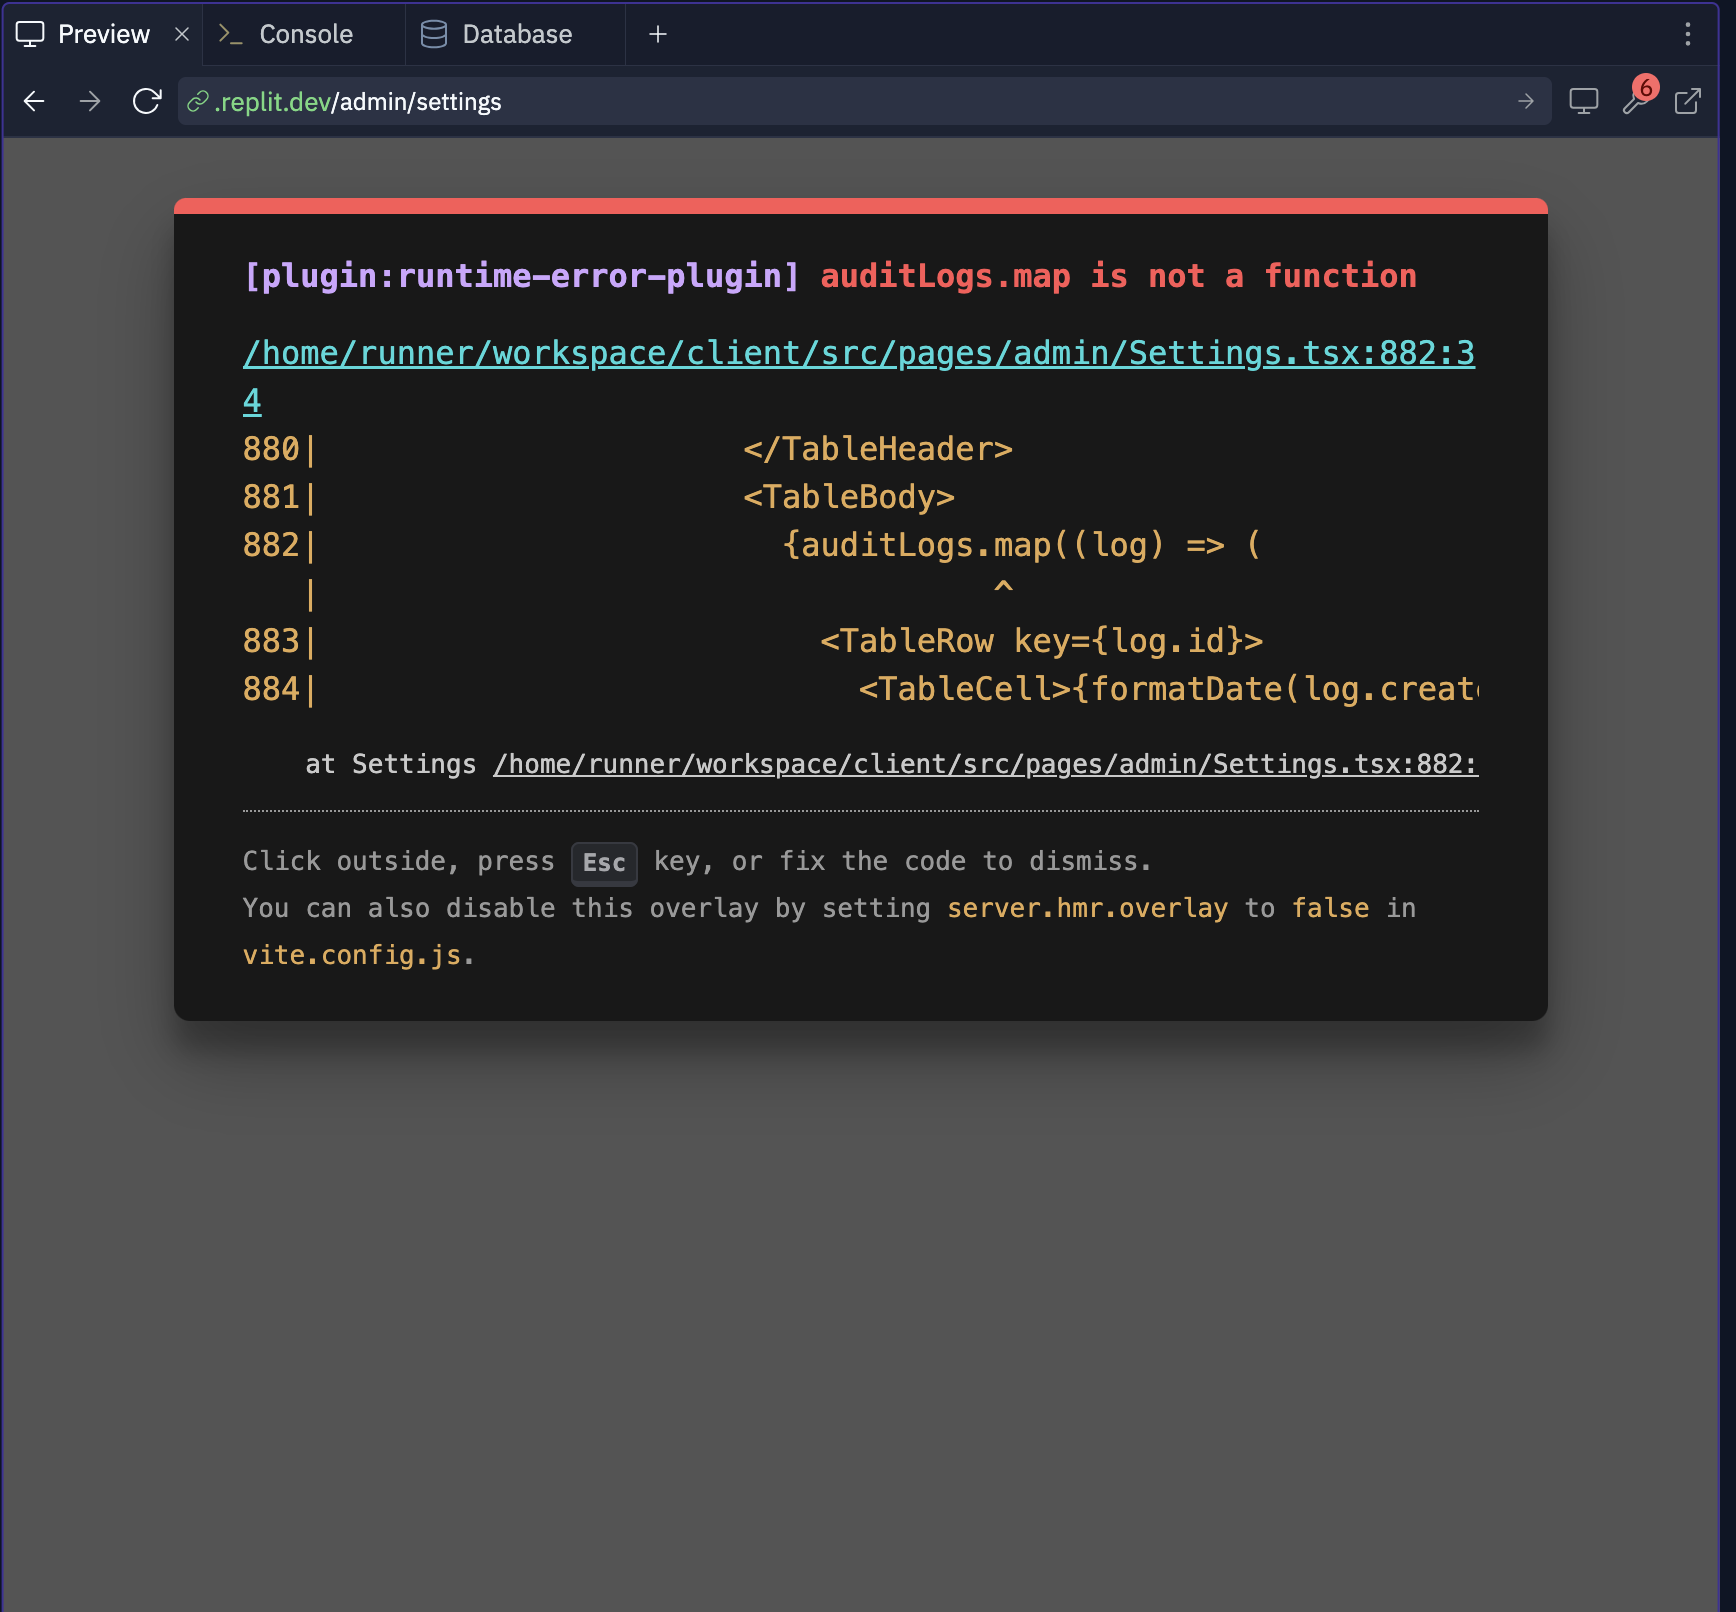 Preview
Console
Database
.replit.dev/admin/settings
6
[plugin:runtime-error-plugin] auditLogs.map is not a function
/home/runner/workspace/client/src/pages/admin/Settings.tsx:882:3
4
880|                      </TableHeader>
881|                      <TableBody>
882|                        {auditLogs.map((log) => (
   |                                   ^
883|                          <TableRow key={log.id}>
884|                            <TableCell>{formatDate(log.create
at Settings /home/runner/workspace/client/src/pages/admin/Settings.tsx:882:
Click outside, press Esc key, or fix the code to dismiss.
You can also disable this overlay by setting server.hmr.overlay to false in
vite.config.js.